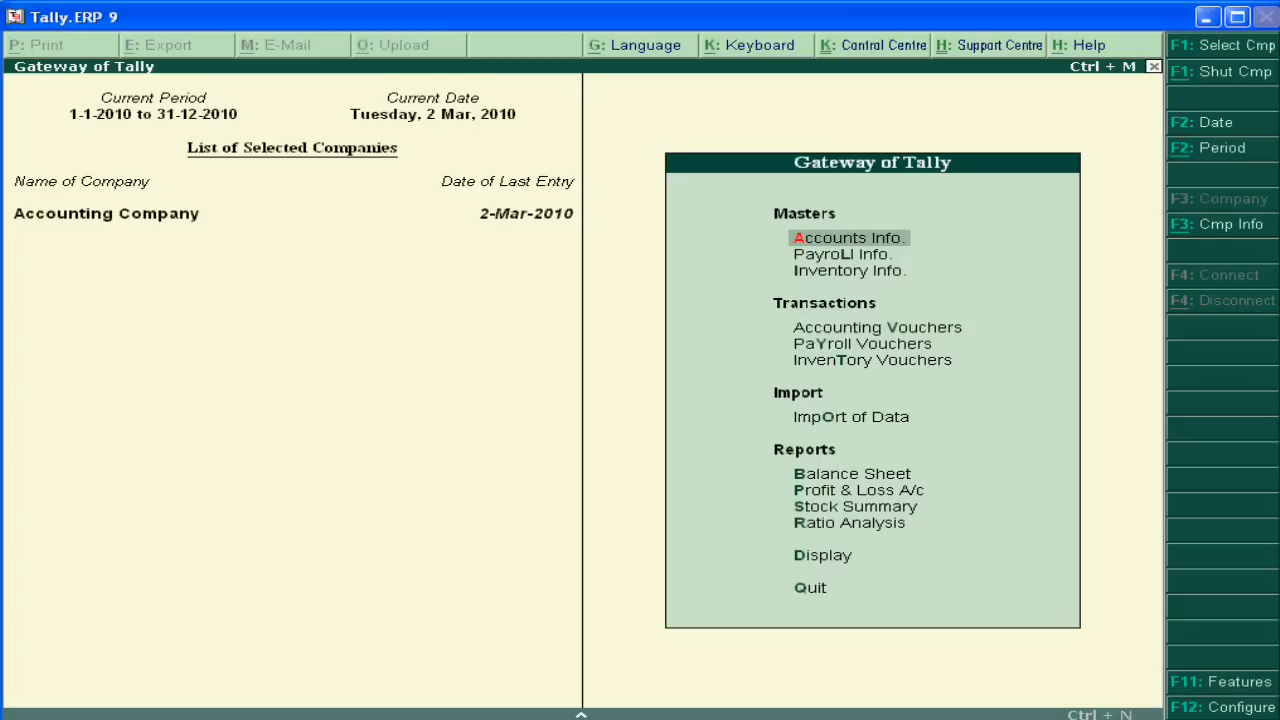 Tally.ERP 9
P: Print E: Export M: E-Mail O: Upload G: Language K: Keyboard K: Control Centre H: Support Centre H: Help
Gateway of Tally Ctrl + M
Current Period Current Date
1-1-2010 to 31-12-2010 Tuesday, 2 Mar, 2010
List of Selected Companies
Name of Company Date of Last Entry
Accounting Company 2-Mar-2010
Gateway of Tally
Masters
Accounts Info.
PayroLl Info.
Inventory Info.
Transactions
Accounting Vouchers
PaYroll Vouchers
InvenTory Vouchers
Import
ImpOrt of Data
Reports
Balance Sheet
Profit & Loss A/c
Stock Summary
Ratio Analysis
Display
Quit
F1: Select Cmp
F1: Shut Cmp
F2: Date
F2: Period
F3: Company
F3: Cmp Info
F4: Connect
F4: Disconnect
F11: Features
F12: Configure
Ctrl + N